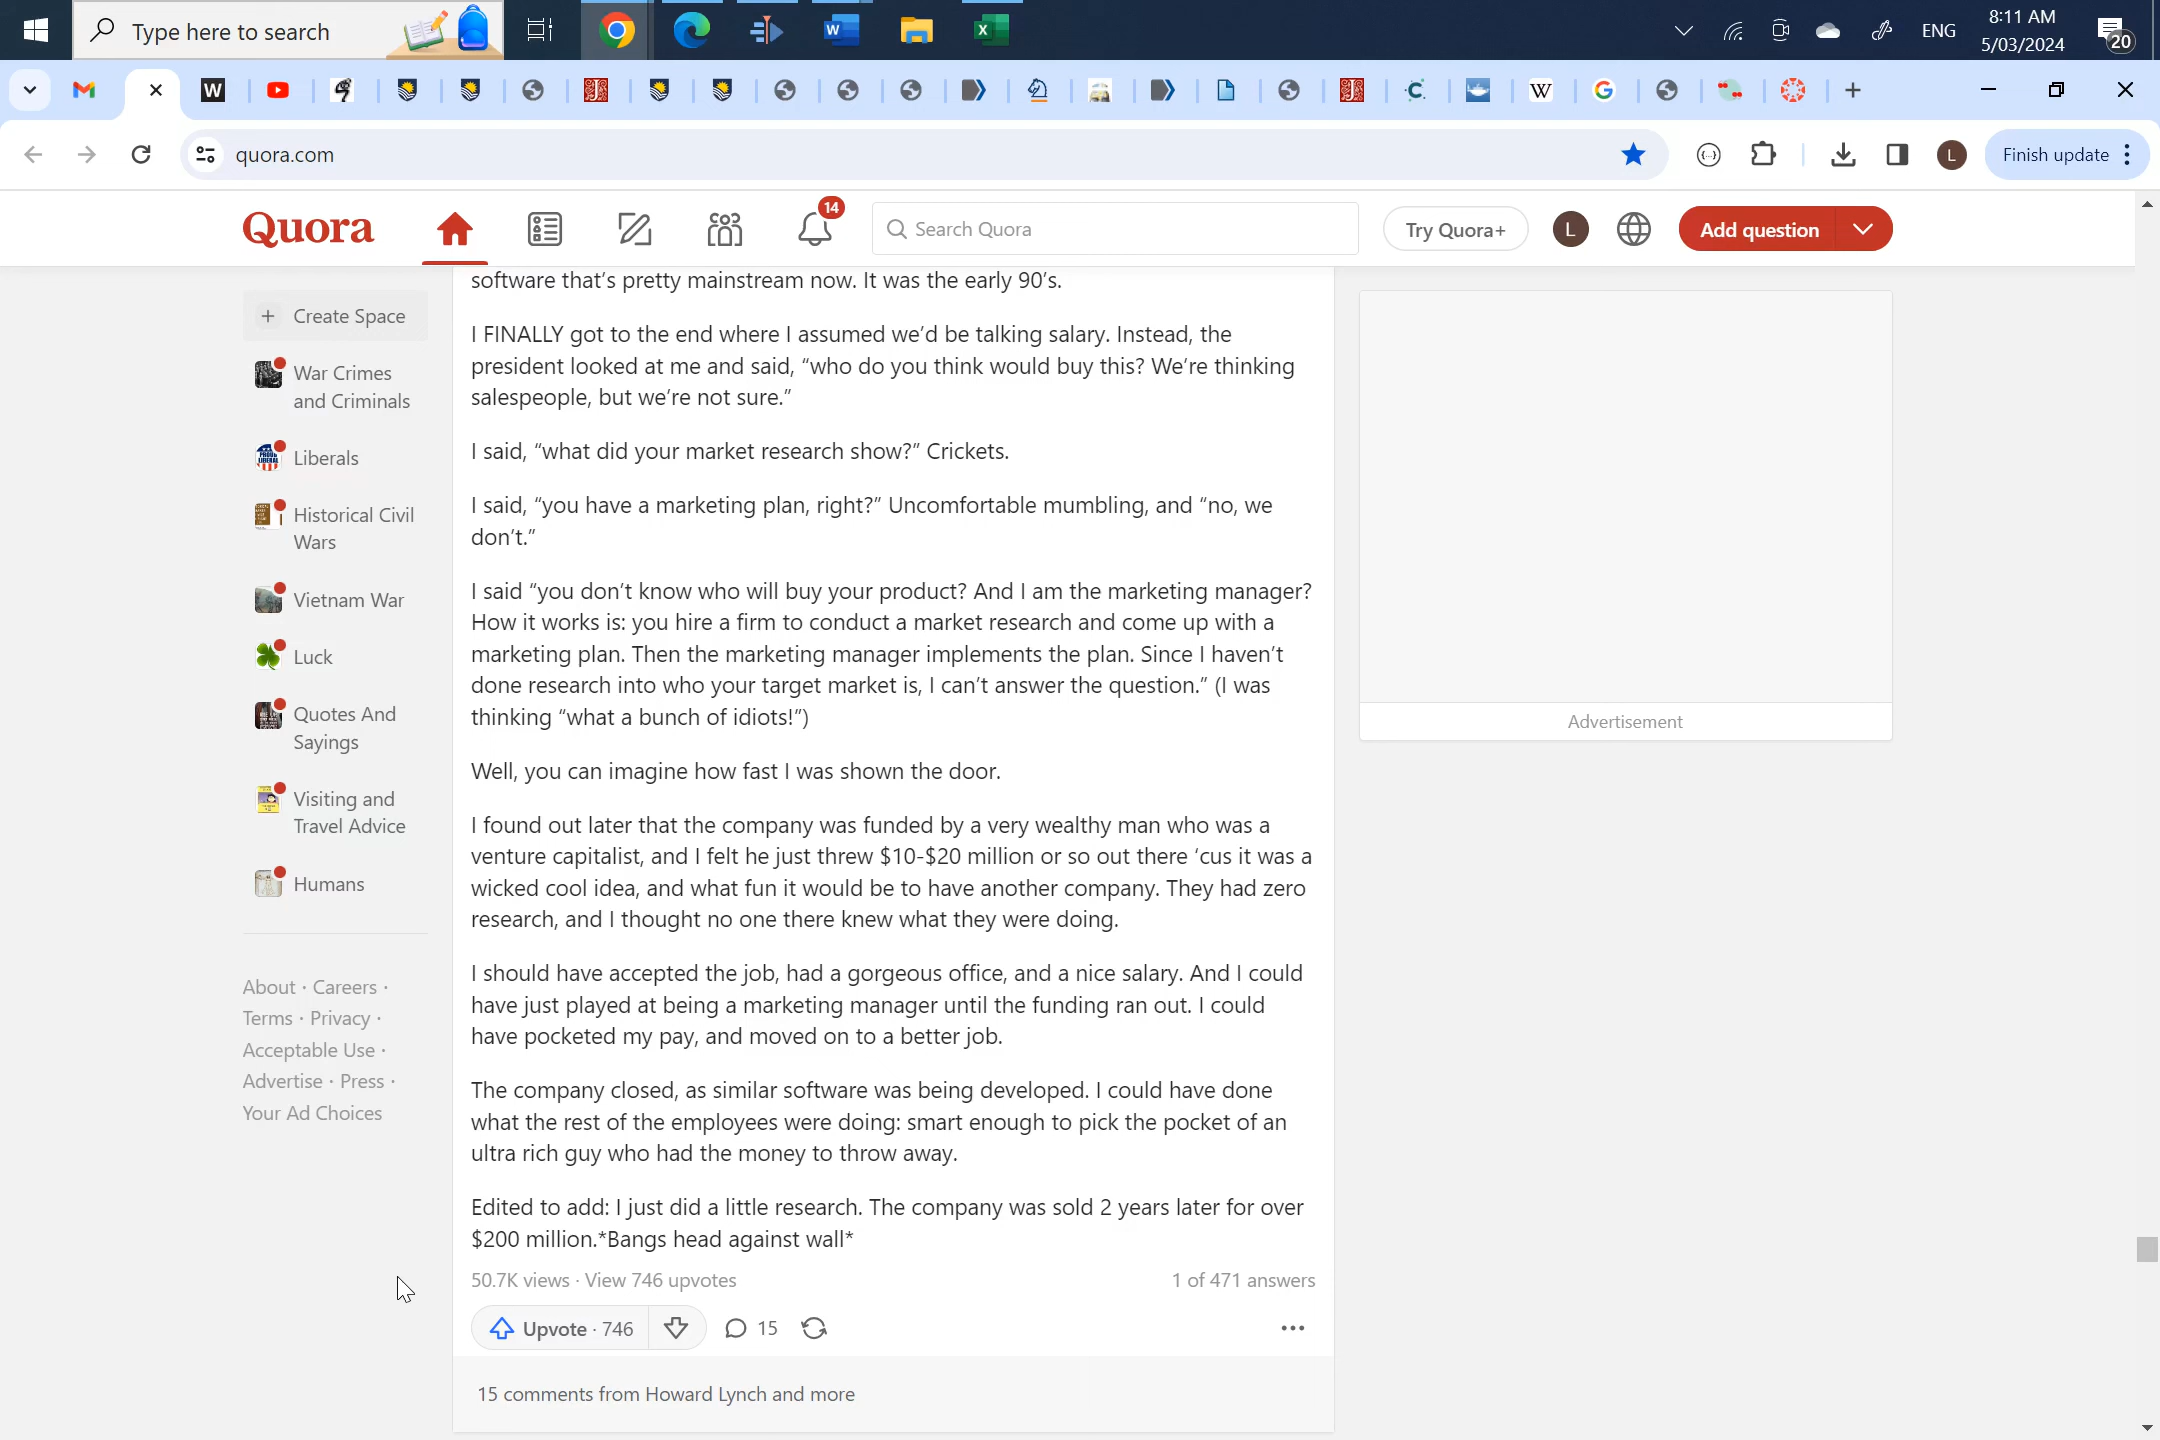 Type here to search
ENG
8:11 AM
5/03/2024
20
quora.com
L
Finish update
Quora
14
Search Quora
Try Quora+
L
Add question
Create Space
War Crimes
and Criminals
Liberals
Historical Civil
Wars
Vietnam War
Luck
Quotes And
Sayings
Visiting and
Travel Advice
Humans
About · Careers ·
Terms · Privacy ·
Acceptable Use ·
Advertise · Press ·
Your Ad Choices
software that’s pretty mainstream now. It was the early 90’s.
I FINALLY got to the end where I assumed we’d be talking salary. Instead, the
president looked at me and said, “who do you think would buy this? We’re thinking
salespeople, but we’re not sure.”
I said, “what did your market research show?” Crickets.
I said, “you have a marketing plan, right?” Uncomfortable mumbling, and “no, we
don’t.”
I said “you don’t know who will buy your product? And I am the marketing manager?
How it works is: you hire a firm to conduct a market research and come up with a
marketing plan. Then the marketing manager implements the plan. Since I haven’t
done research into who your target market is, I can’t answer the question.” (I was
thinking “what a bunch of idiots!”)
Well, you can imagine how fast I was shown the door.
I found out later that the company was funded by a very wealthy man who was a
venture capitalist, and I felt he just threw $10-$20 million or so out there ‘cus it was a
wicked cool idea, and what fun it would be to have another company. They had zero
research, and I thought no one there knew what they were doing.
I should have accepted the job, had a gorgeous office, and a nice salary. And I could
have just played at being a marketing manager until the funding ran out. I could
have pocketed my pay, and moved on to a better job.
The company closed, as similar software was being developed. I could have done
what the rest of the employees were doing: smart enough to pick the pocket of an
ultra rich guy who had the money to throw away.
Edited to add: I just did a little research. The company was sold 2 years later for over
$200 million.*Bangs head against wall*
50.7K views · View 746 upvotes
1 of 471 answers
Upvote · 746
15
15 comments from Howard Lynch and more
Advertisement